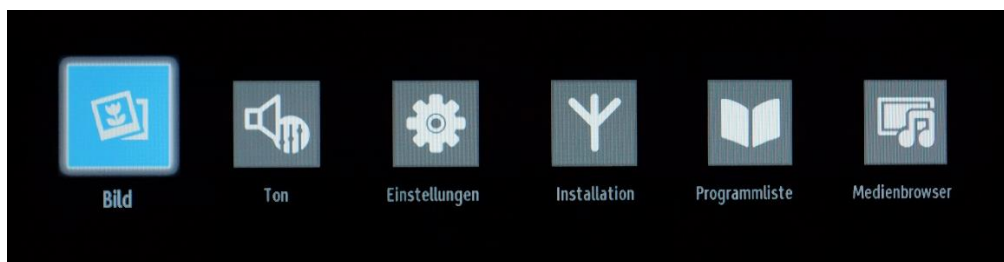 Bild
Ton
Einstellungen
Installation
Programmliste
Medienbrowser